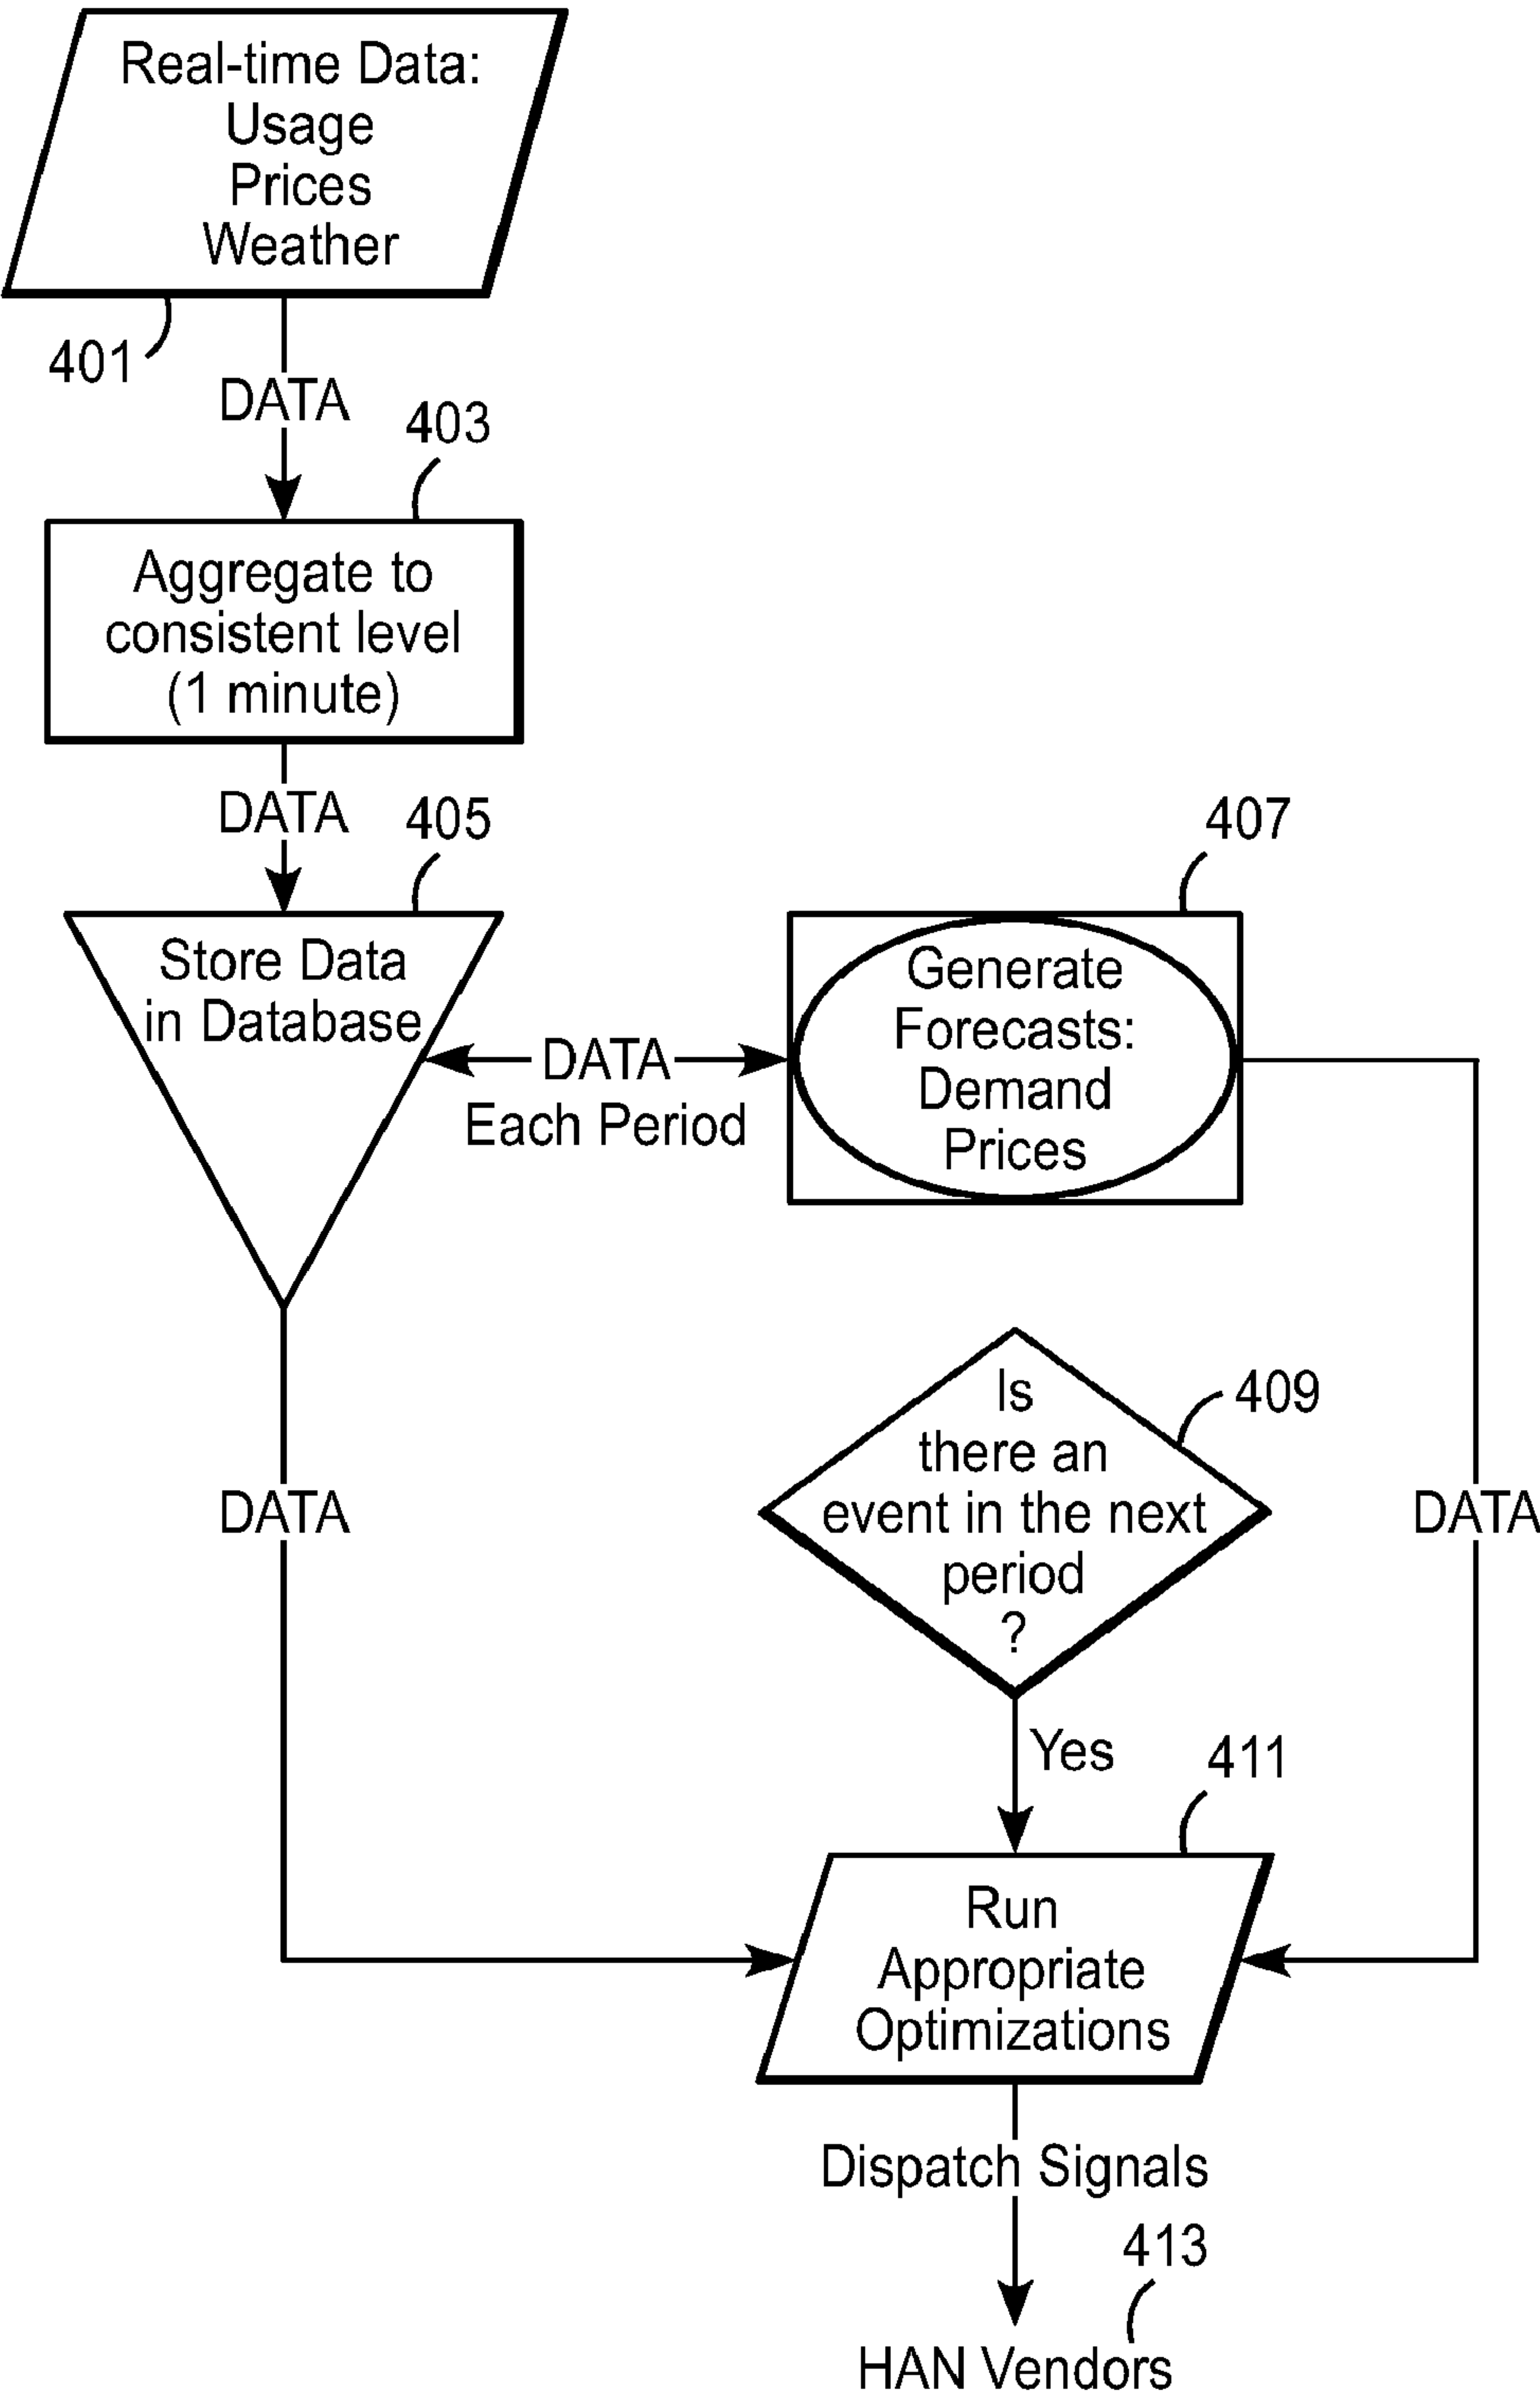 Real-time Data:
Usage
Prices
Weather
401
DATA
403
Aggregate to
consistent level
(1 minute)
DATA
405
407
Store Data
in Database
DATA
Each Period
Generate
Forecasts:
Demand
Prices
409
Is
there an
event in the next
period
?
DATA
DATA
Yes
411
Run
Appropriate
Optimizations
Dispatch Signals
413
HAN Vendors